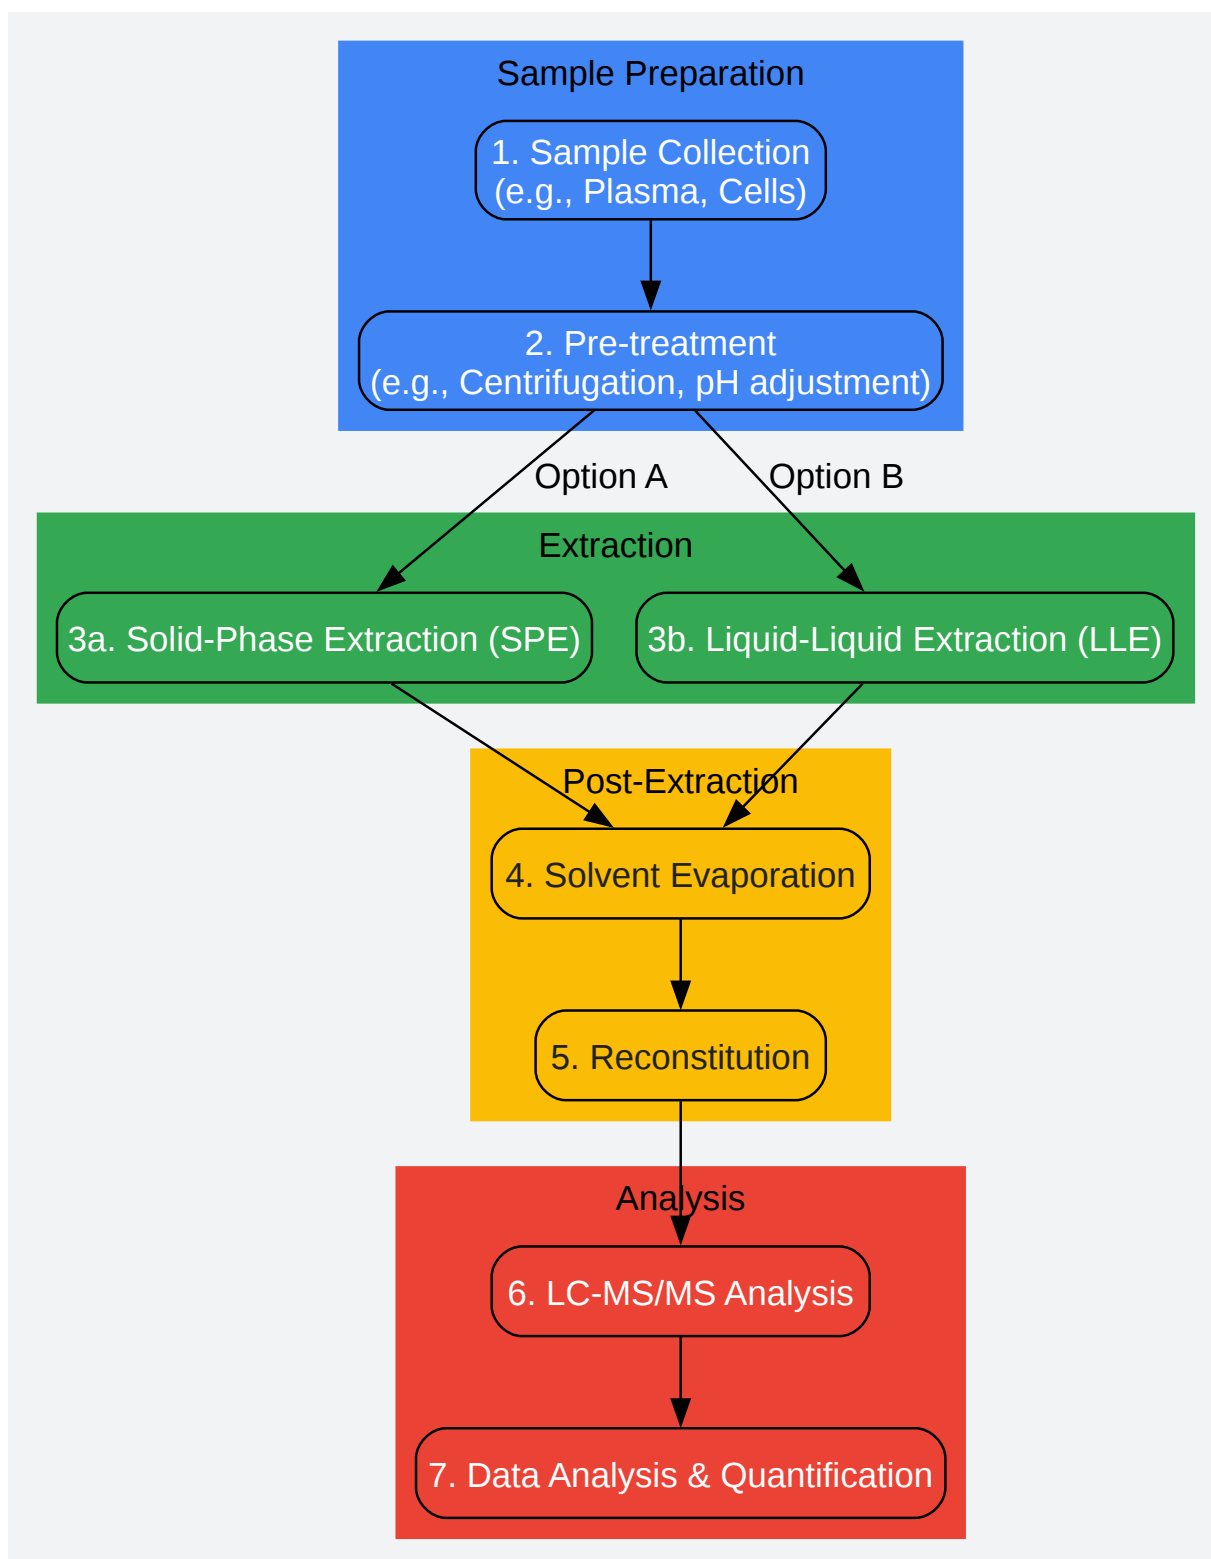 Sample Preparation
1. Sample Collection
(e.g., Plasma, Cells)
2. Pre-treatment
(e.g., Centrifugation, pH adjustment)
Option A
Option B
Extraction
3a. Solid-Phase Extraction (SPE)
3b. Liquid-Liquid Extraction (LLE)
Post-Extraction
4. Solvent Evaporation
5. Reconstitution
Analysis
6. LC-MS/MS Analysis
7. Data Analysis & Quantification